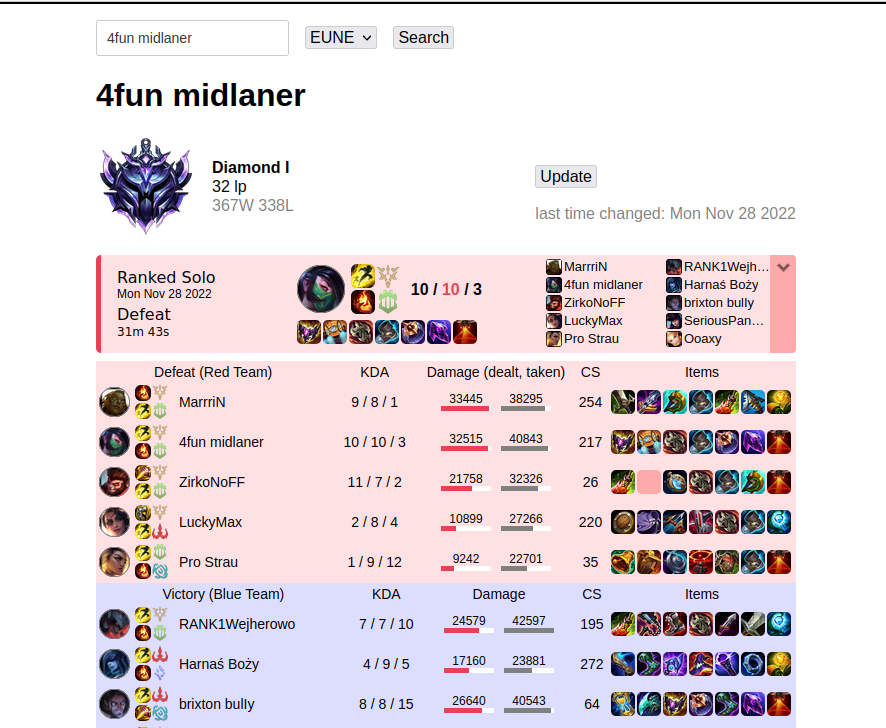 4fun midlaner EUNE Search
4fun midlaner
Diamond I
32 lp
367W 338L
Update
last time changed: Mon Nov 28 2022
Ranked Solo
Mon Nov 28 2022
Defeat
31m 43s
10 / 10 / 3
MarrriN RANK1Wejh...
4fun midlaner Harnaś Boży
ZirkoNoFF brixton bully
LuckyMax SeriousPan...
Pro Strau Ooaxy
Defeat (Red Team) KDA Damage (dealt, taken) CS Items
MarrriN 9 / 8 / 1 33445 38295 254
4fun midlaner 10 / 10 / 3 32515 40843 217
ZirkoNoFF 11 / 7 / 2 21758 32326 26
LuckyMax 2 / 8 / 4 10899 27266 220
Pro Strau 1 / 9 / 12 9242 22701 35
Victory (Blue Team) KDA Damage CS Items
RANK1Wejherowo 7 / 7 / 10 24579 42597 195
Harnaś Boży 4 / 9 / 5 17160 23881 272
brixton bully 8 / 8 / 15 26640 40543 64